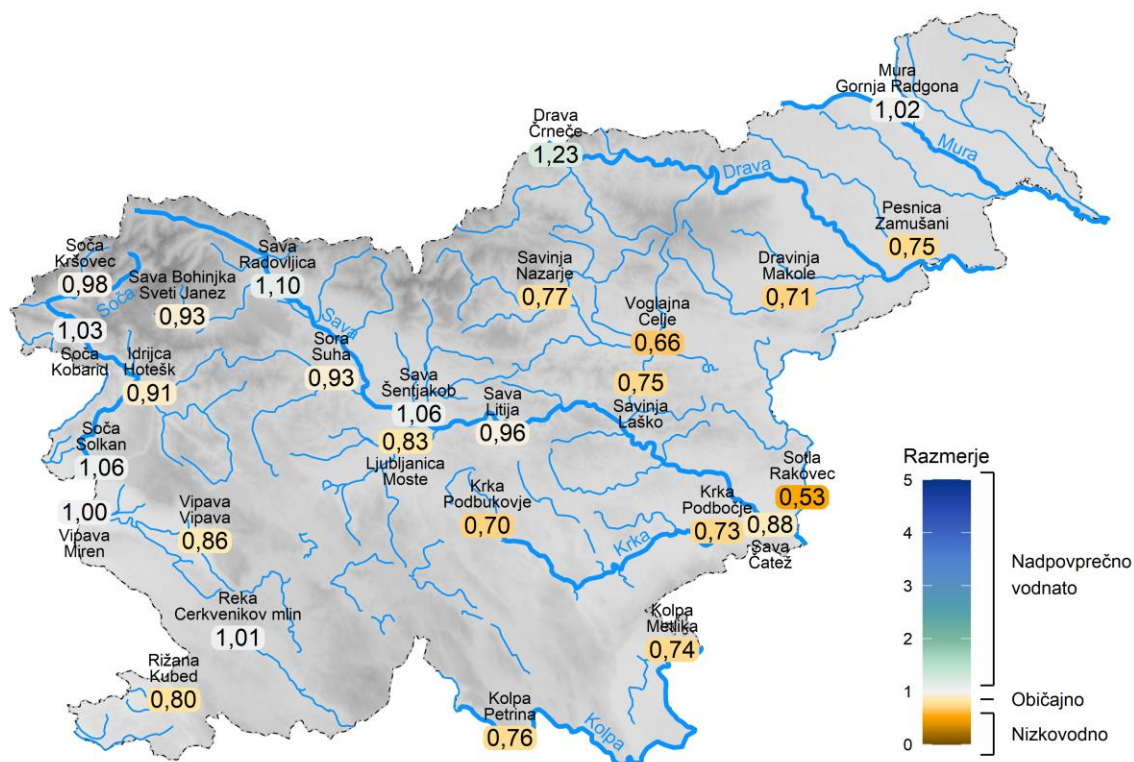 Mura
Gornja Radgona
1,02
Mura
Drava
Črneče
1,23
Drava
Pesnica
Zamušani
0,75
Soča
Kršovec
0,98
Sava Bohinjka
Sveti Janez
0,93
Sava
Radovljica
1,10
Savinja
Nazarje
0,77
Dravinja
Makole
0,71
Voglajna
Celje
0,66
Soča
1,03
Soča
Kobarid
Idrijca
Hotešk
0,91
Sava
Sora
Suha
0,93
Sava
Šentjakob
1,06
Sava
Litija
0,96
0,75
Savinja
Laško
0,83
Ljubljanica
Moste
Soča
Solkan
1,06
1,00
Vipava
Miren
Vipava
Vipava
0,86
Krka
Podbukovje
0,70
Krka
Krka
Podbočje
0,73
Sotla
Rakovec
0,53
0,88
Sava
Čatež
Reka
Cerkvenikov mlin
1,01
Rižana
Kubed
0,80
Kolpa
Metlika
0,74
Kolpa
Petrina
0,76
Kolpa
Razmerje
5
4
3
2
1
0
Nadpovprečno
vodnato
Običajno
Nizkovodno